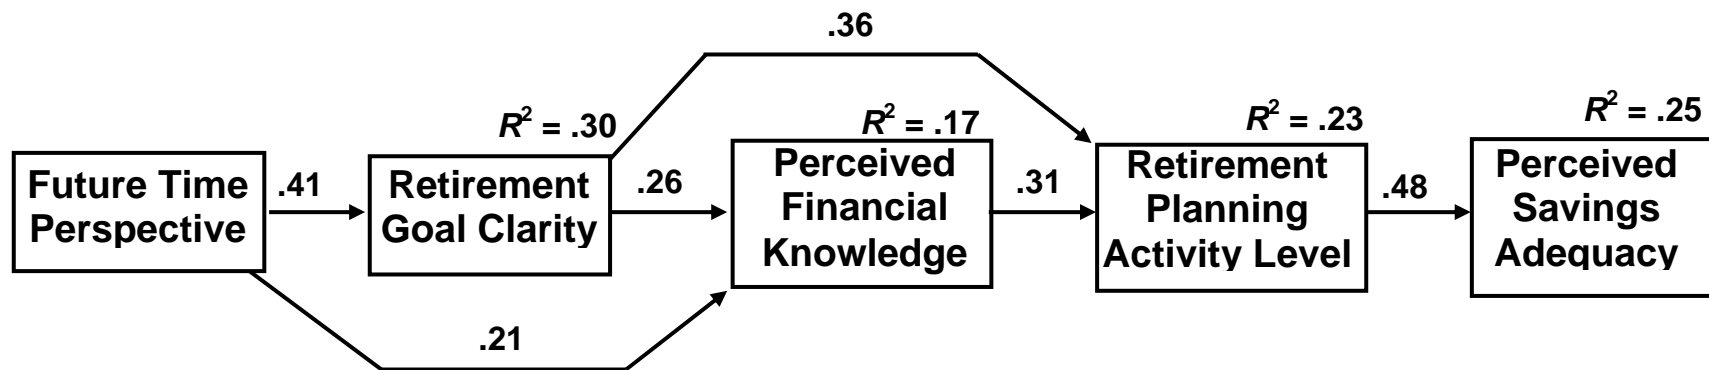 .36
R² = .30
R² = .17
R² = .23
R² = .25
Future Time
Perspective
.41
Retirement
Goal Clarity
.26
Perceived
Financial
Knowledge
.31
Retirement
Planning
Activity Level
.48
Perceived
Savings
Adequacy
.21